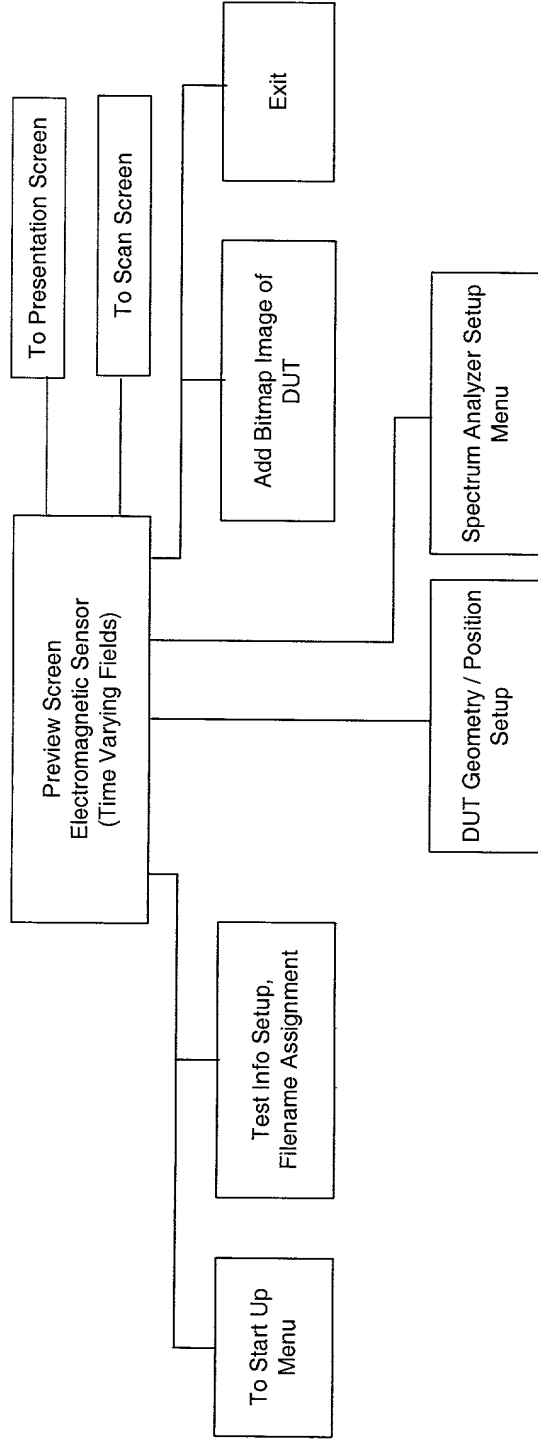 Preview Screen
Electromagnetic Sensor
(Time Varying Fields)
To Presentation Screen
To Scan Screen
To Start Up
Menu
Test Info Setup,
Filename Assignment
Add Bitmap Image of
DUT
Exit
DUT Geometry / Position
Setup
Spectrum Analyzer Setup
Menu